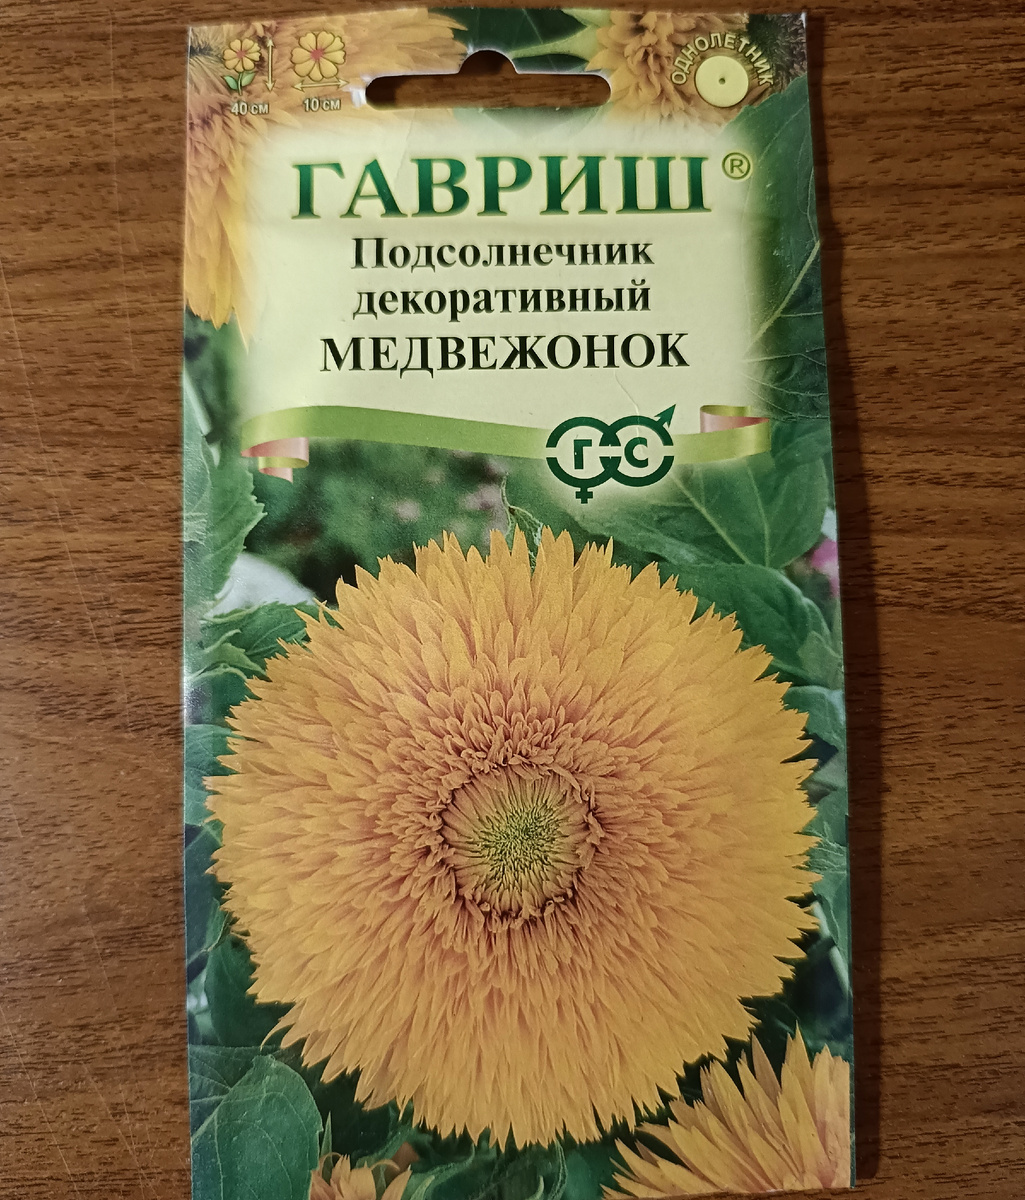 40 см
10 см
ОДНОЛЕТНИК
ГАВРИШ®
Подсолнечник
декоративный
МЕДВЕЖОНОК
Г-С